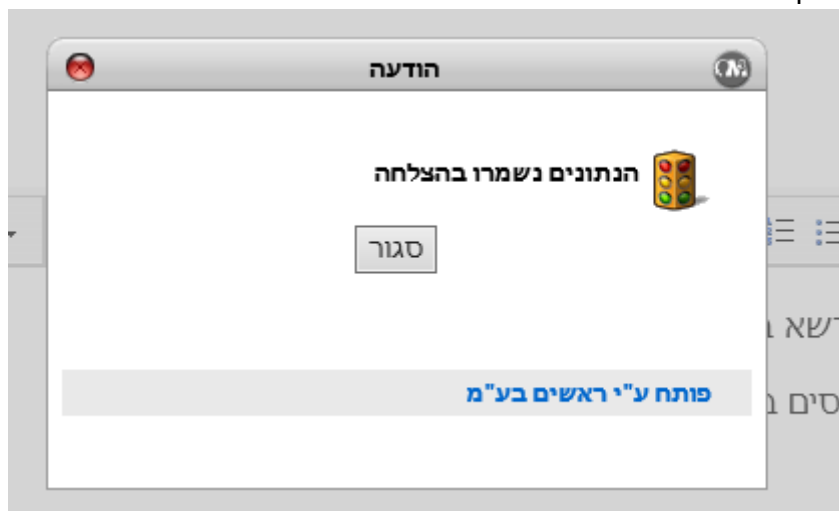 הודעה
הנתונים נשמרו בהצלחה
סגור
פותח ע"י ראשים בע"מ